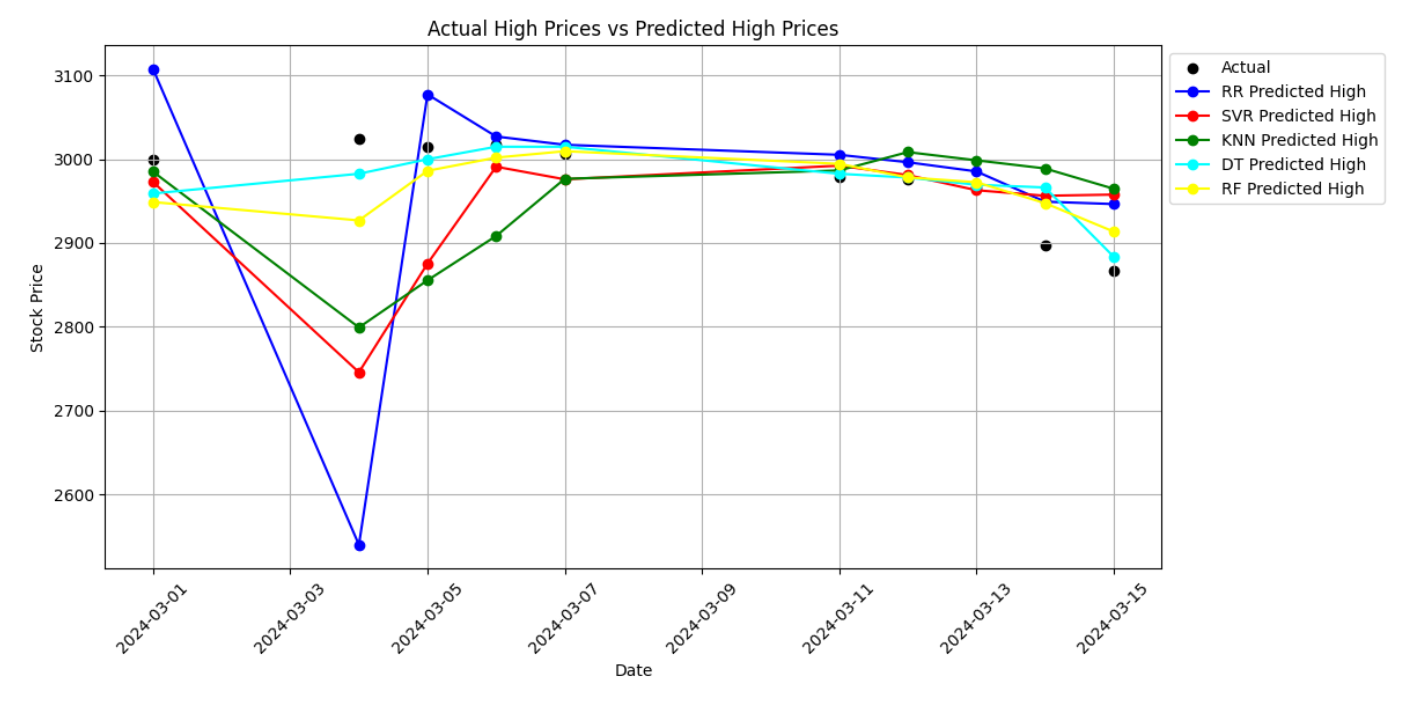 Actual High Prices vs Predicted High Prices
Actual
RR Predicted High
SVR Predicted High
KNN Predicted High
DT Predicted High
RF Predicted High
Stock Price
3100
3000
2900
2800
2700
2600
2024-03-01
2024-03-03
2024-03-05
2024-03-07
2024-03-09
2024-03-11
2024-03-13
2024-03-15
Date